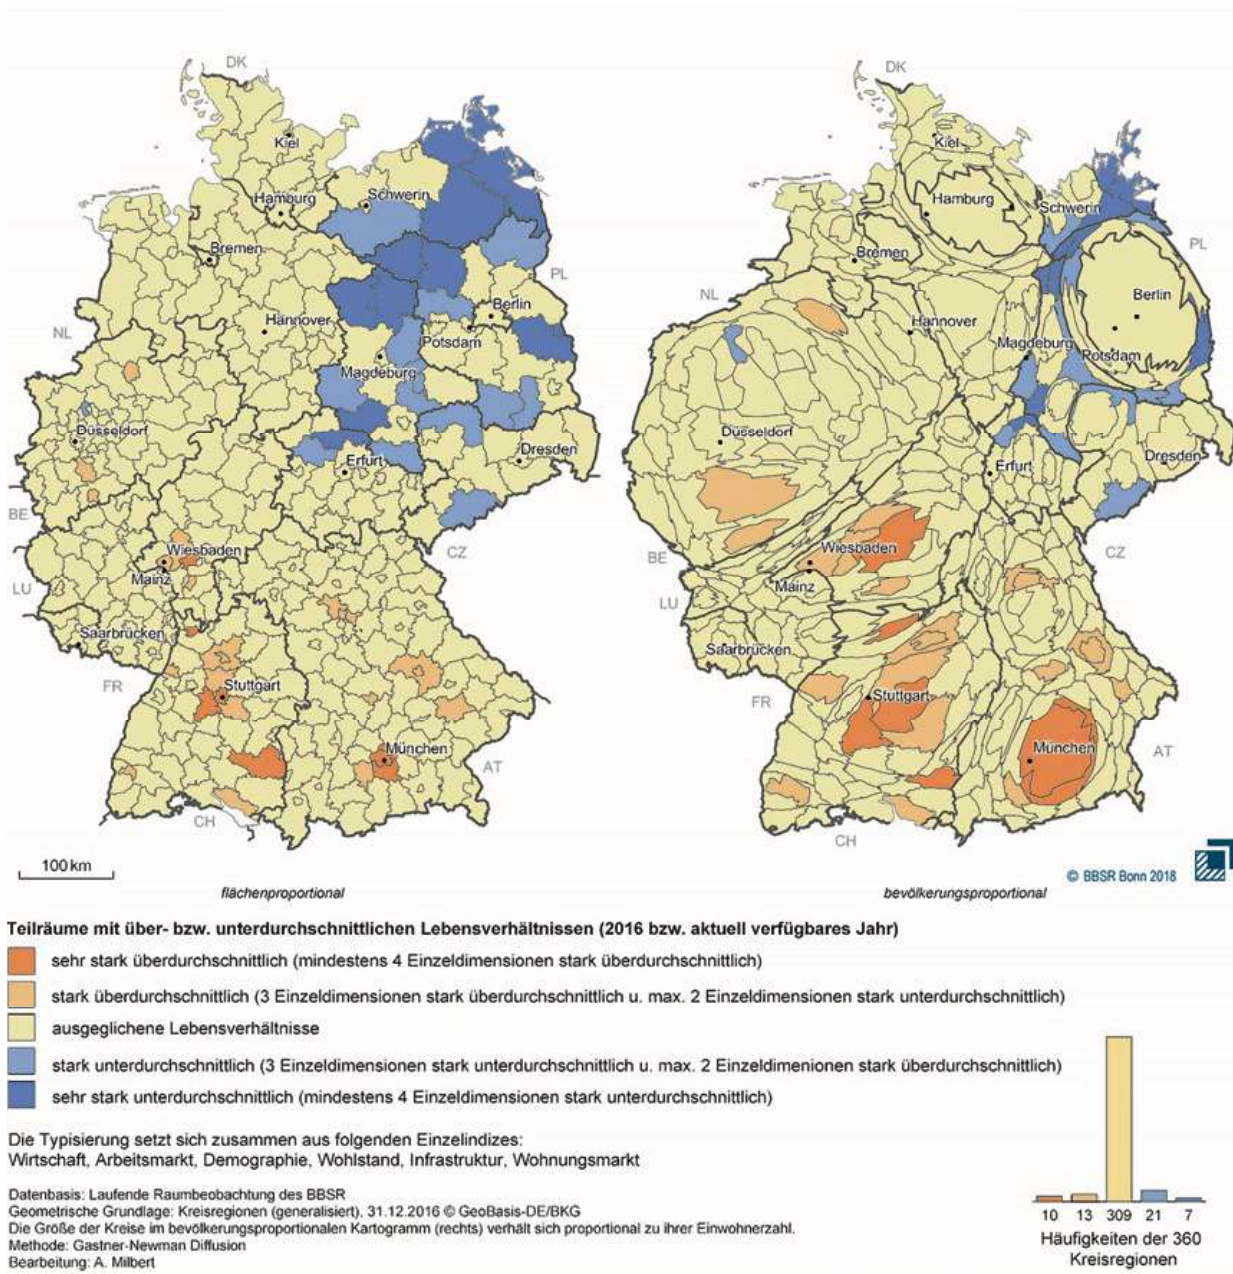 DK
Kiel
Hamburg
Schwerin
Bremen
PL
Berlin
NL
Hannover
Potsdam
Magdeburg
Düsseldorf
Erfurt
Dresden
BE
Wiesbaden
CZ
Mainz
LU
Saarbrücken
FR
Stuttgart
München
AT
CH
100 km
flächenproportional
DK
Kiel
Hamburg
Schwerin
Bremen
PL
NL
Berlin
Hannover
Magdeburg
Potsdam
Düsseldorf
Dresden
Erfurt
BE
Wiesbaden
CZ
Mainz
LU
Saarbrücken
FR
Stuttgart
München
AT
CH
© BBSR Bonn 2018
bevölkerungsproportional
Teilräume mit über- bzw. unterdurchschnittlichen Lebensverhältnissen (2016 bzw. aktuell verfügbares Jahr)
sehr stark überdurchschnittlich (mindestens 4 Einzeldimensionen stark überdurchschnittlich)
stark überdurchschnittlich (3 Einzeldimensionen stark überdurchschnittlich u. max. 2 Einzeldimensionen stark unterdurchschnittlich)
ausgeglichene Lebensverhältnisse
stark unterdurchschnittlich (3 Einzeldimensionen stark unterdurchschnittlich u. max. 2 Einzeldimenionen stark überdurchschnittlich)
sehr stark unterdurchschnittlich (mindestens 4 Einzeldimensionen stark unterdurchschnittlich)
Die Typisierung setzt sich zusammen aus folgenden Einzelindizes:
Wirtschaft, Arbeitsmarkt, Demographie, Wohlstand, Infrastruktur, Wohnungsmarkt
Datenbasis: Laufende Raumbeobachtung des BBSR
Geometrische Grundlage: Kreisregionen (generalisiert), 31.12.2016 © GeoBasis-DE/BKG
Die Größe der Kreise im bevölkerungsproportionalen Kartogramm (rechts) verhält sich proportional zu ihrer Einwohnerzahl.
Methode: Gastner-Newman Diffusion
Bearbeitung: A. Milbert
10 13 309 21 7
Häufigkeiten der 360
Kreisregionen